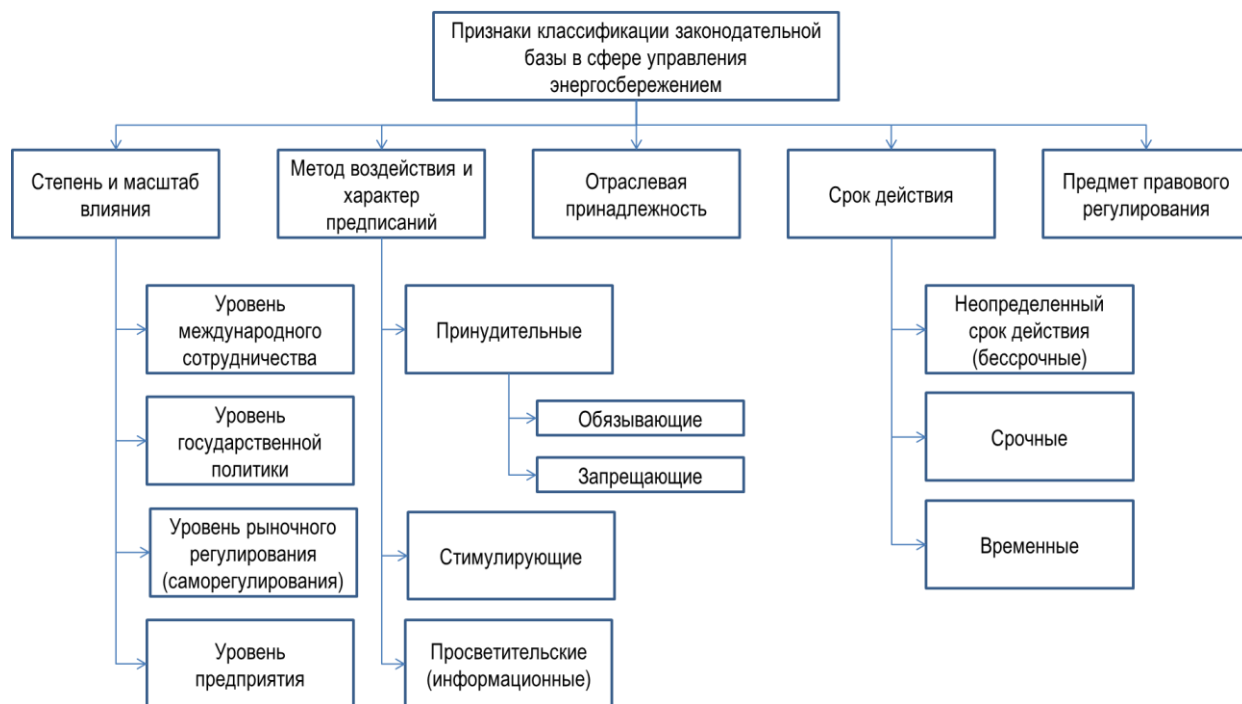 Признаки классификации законодательной
базы в сфере управления
энергосбережением
Степень и масштаб
влияния
Метод воздействия и
характер
предписаний
Отраслевая
принадлежность
Срок действия
Предмет правового
регулирования
Уровень
международного
сотрудничества
Уровень
государственной
политики
Уровень рыночного
регулирования
(саморегулирования)
Уровень
предприятия
Принудительные
Обязывающие
Запрещающие
Стимулирующие
Просветительские
(информационные)
Неопределенный
срок действия
(бессрочные)
Срочные
Временные